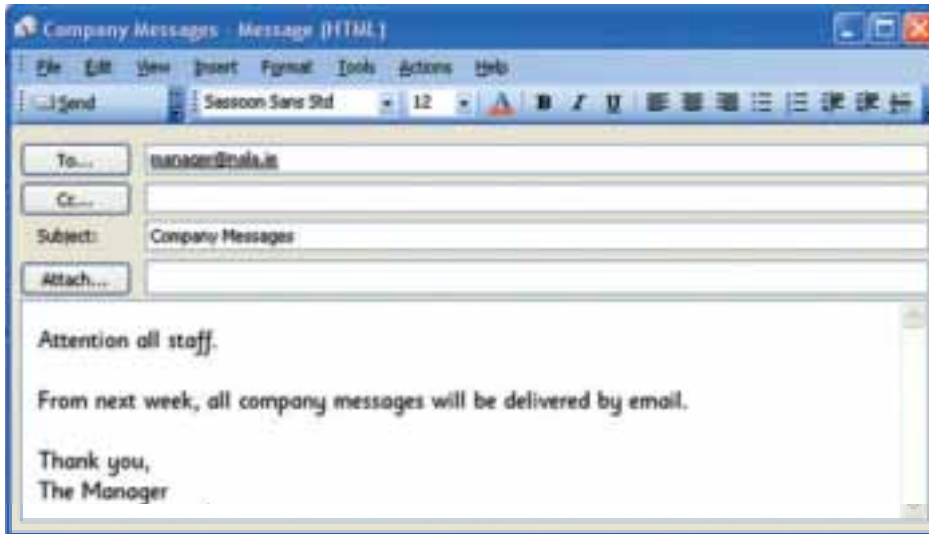 Company Messages - Message (HTML)
File Edit View Insert Format Tools Actions Help
Send Sassoon Sans Std 12 A B I U
To... manager@nala.ie
Cc...
Subject: Company Messages
Attach...
Attention all staff.
From next week, all company messages will be delivered by email.
Thank you,
The Manager